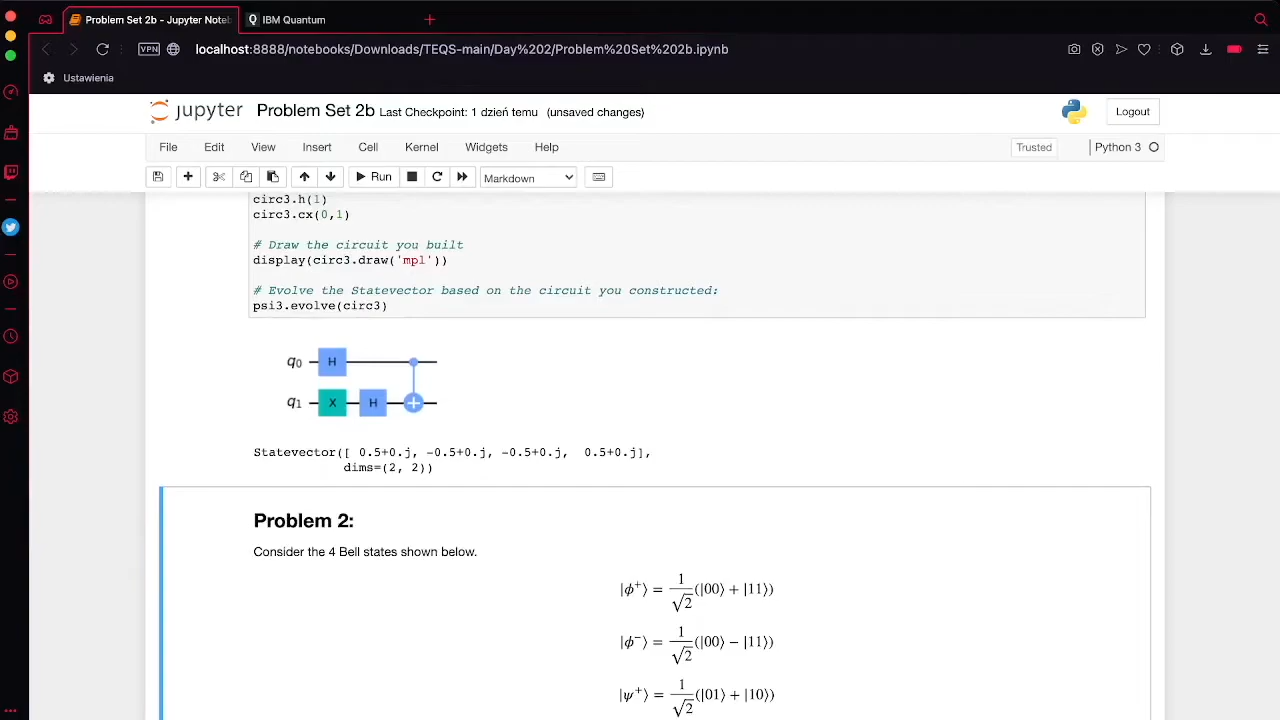 Problem Set 2b - Jupyter Noteb
Q IBM Quantum
VPN
localhost:8888/notebooks/Downloads/TEQS-main/Day%202/Problem%20Set%202b.ipynb
Ustawienia
jupyter Problem Set 2b Last Checkpoint: 1 dzień temu (unsaved changes)
Logout
File Edit View Insert Cell Kernel Widgets Help
Trusted
Python 3
Run
Markdown
circ3.h(1)
circ3.cx(0,1)
# Draw the circuit you built
display(circ3.draw('mpl'))
# Evolve the Statevector based on the circuit you constructed:
psi3.evolve(circ3)
q0 H
q1 X H +
Statevector([ 0.5+0.j, -0.5+0.j, -0.5+0.j,  0.5+0.j],
dims=(2, 2))
Problem 2:
Consider the 4 Bell states shown below.
|ϕ⁺⟩ = 1/√2 (|00⟩ + |11⟩)
|ϕ⁻⟩ = 1/√2 (|00⟩ − |11⟩)
|ψ⁺⟩ = 1/√2 (|01⟩ + |10⟩)